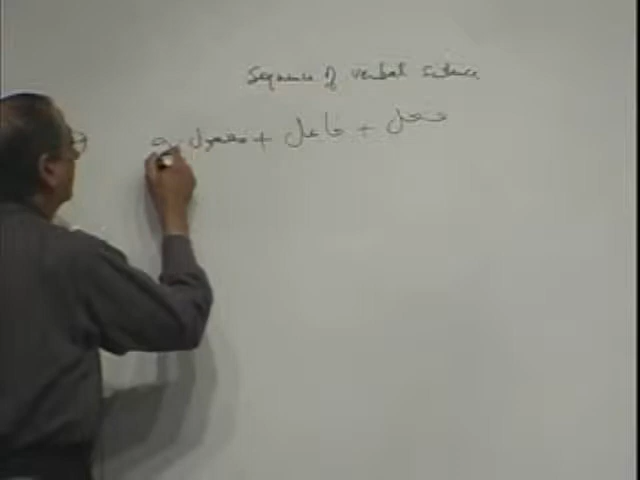 Sequence of verbal sentence
فعل + فاعل + مفعول